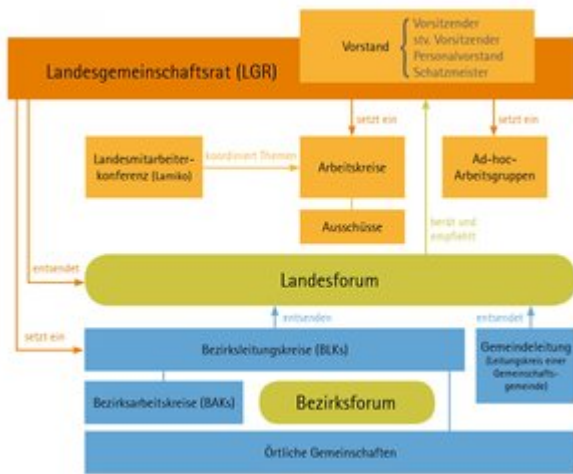 Vorstand
Vorsitzender
stv. Vorsitzender
Personalvorstand
Schatzmeister
Landesgemeinschaftsrat (LGR)
setzt ein
setzt ein
Landesmitarbeiter-
konferenz (Lamiko)
koordiniert Themen
Arbeitskreise
Ad-hoc-
Arbeitsgruppen
Ausschüsse
berät und
empfiehlt
entsendet
Landesforum
entsenden
entsendet
setzt ein
Bezirksleitungskreise (BLKs)
Gemeindeleitung
(Leitungskreis einer
Gemeinschafts-
gemeinde)
Bezirksarbeitskreise (BAKs)
Bezirksforum
Örtliche Gemeinschaften